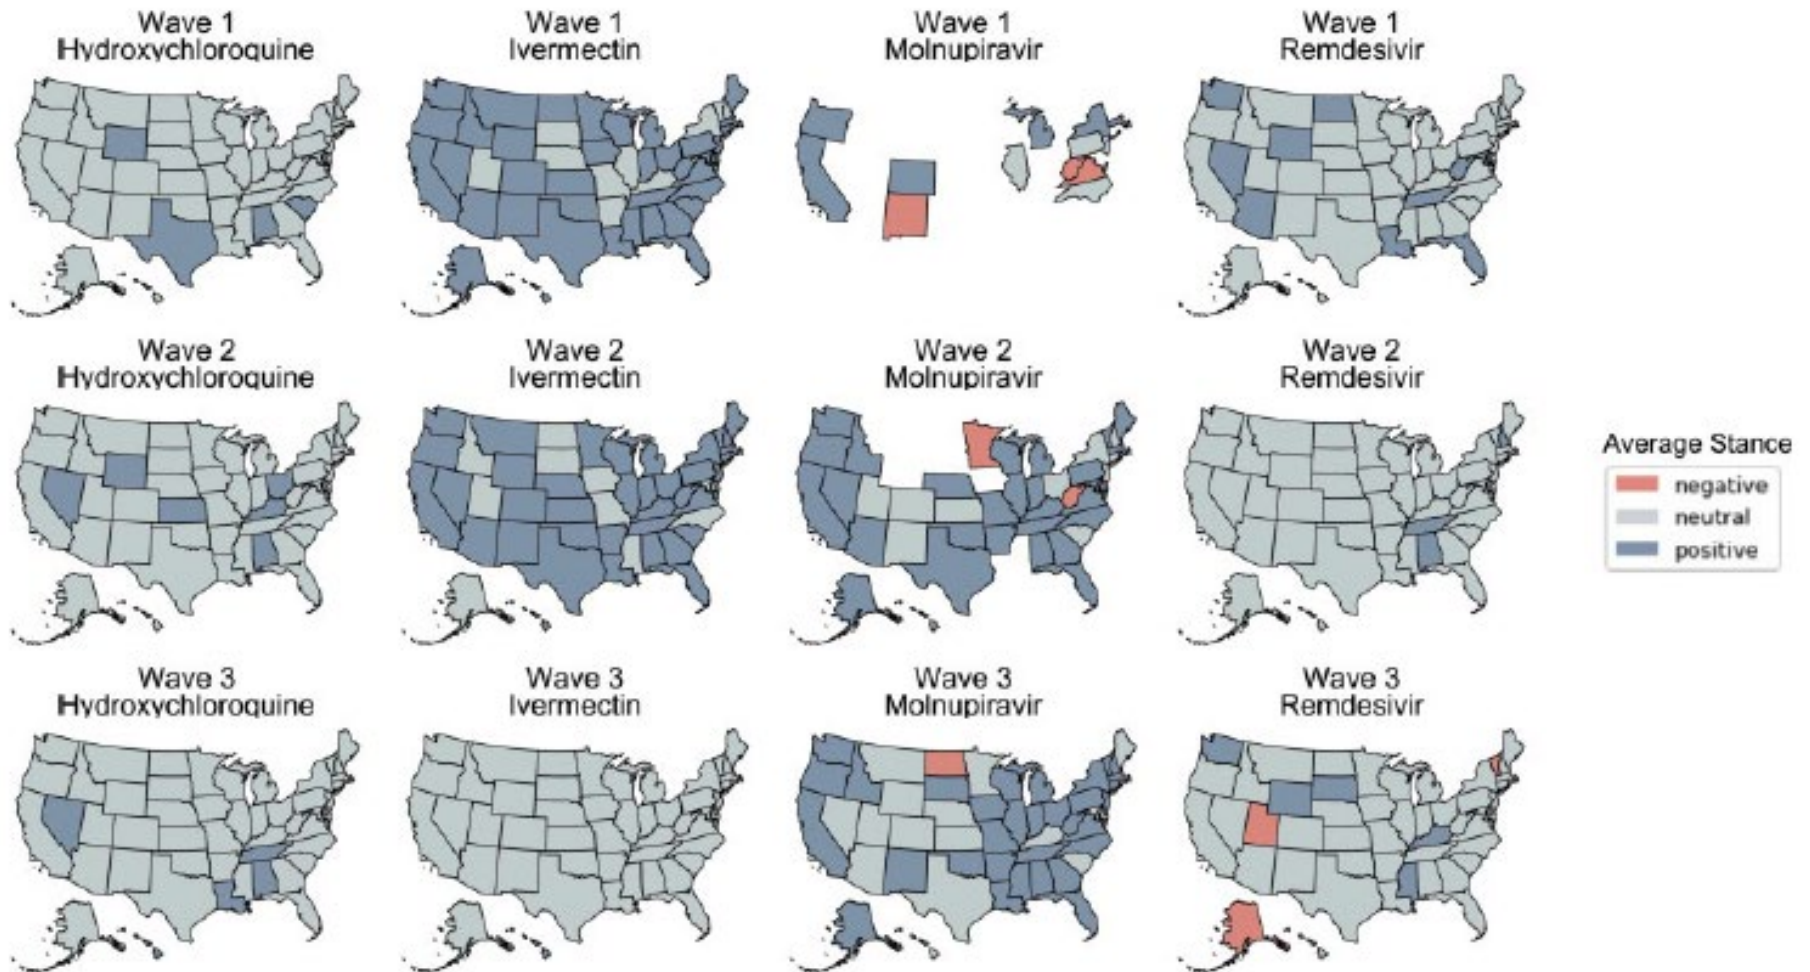 Wave 1
Hydroxychloroquine
Wave 1
Ivermectin
Wave 1
Molnupiravir
Wave 1
Remdesivir
Wave 2
Hydroxychloroquine
Wave 2
Ivermectin
Wave 2
Molnupiravir
Wave 2
Remdesivir
Average Stance
negative
neutral
positive
Wave 3
Hydroxychloroquine
Wave 3
Ivermectin
Wave 3
Molnupiravir
Wave 3
Remdesivir